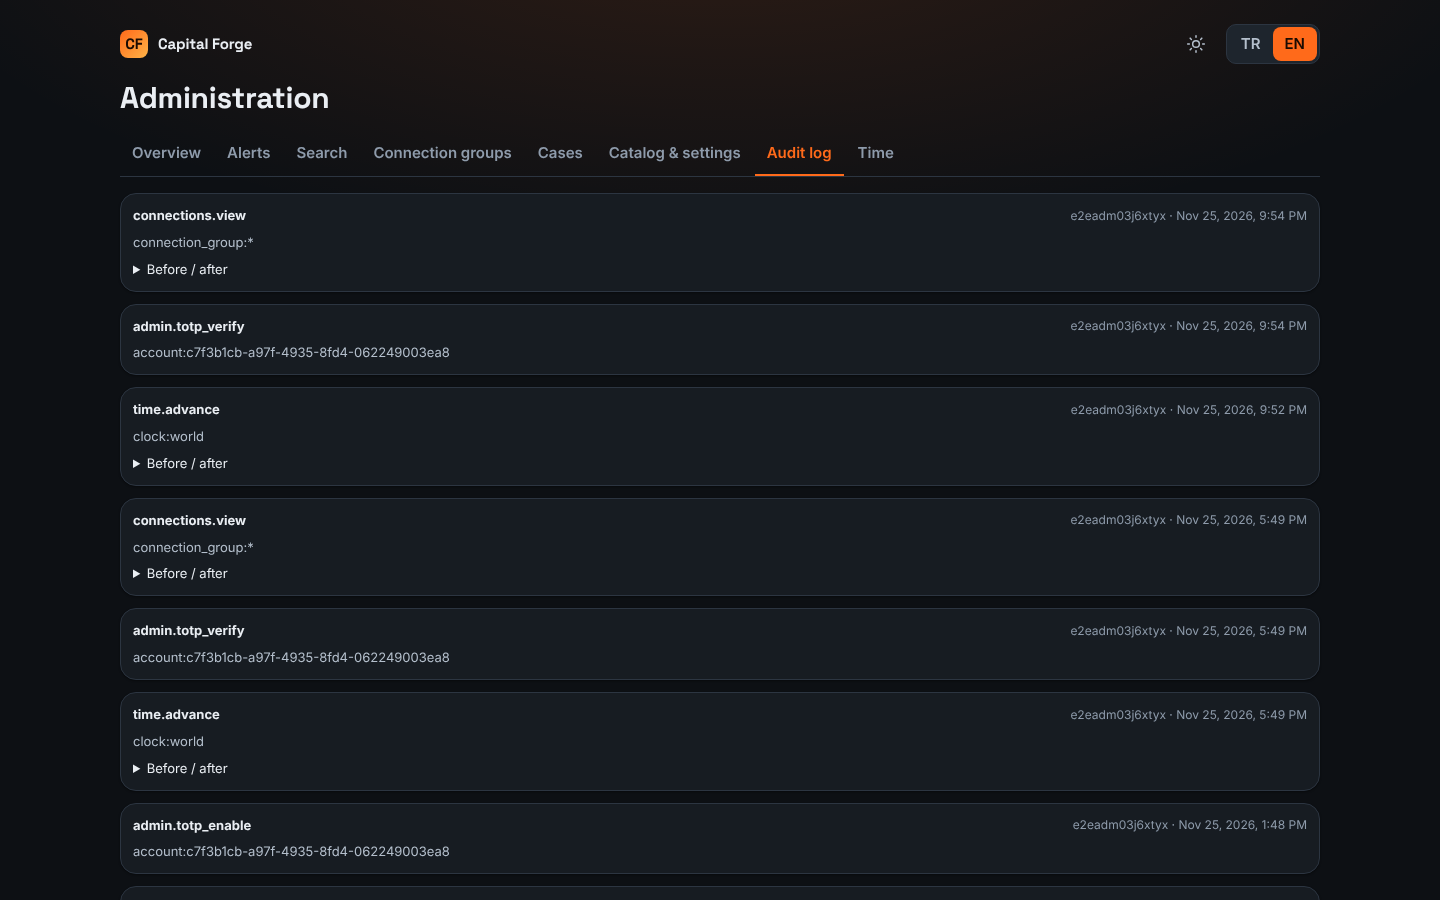 CF Capital Forge
TR EN
Administration
Overview Alerts Search Connection groups Cases Catalog & settings Audit log Time
connections.view e2eadm03j6xtyx · Nov 25, 2026, 9:54 PM
connection_group:*
▶ Before / after
admin.totp_verify e2eadm03j6xtyx · Nov 25, 2026, 9:54 PM
account:c7f3b1cb-a97f-4935-8fd4-062249003ea8
time.advance e2eadm03j6xtyx · Nov 25, 2026, 9:52 PM
clock:world
▶ Before / after
connections.view e2eadm03j6xtyx · Nov 25, 2026, 5:49 PM
connection_group:*
▶ Before / after
admin.totp_verify e2eadm03j6xtyx · Nov 25, 2026, 5:49 PM
account:c7f3b1cb-a97f-4935-8fd4-062249003ea8
time.advance e2eadm03j6xtyx · Nov 25, 2026, 5:49 PM
clock:world
▶ Before / after
admin.totp_enable e2eadm03j6xtyx · Nov 25, 2026, 1:48 PM
account:c7f3b1cb-a97f-4935-8fd4-062249003ea8